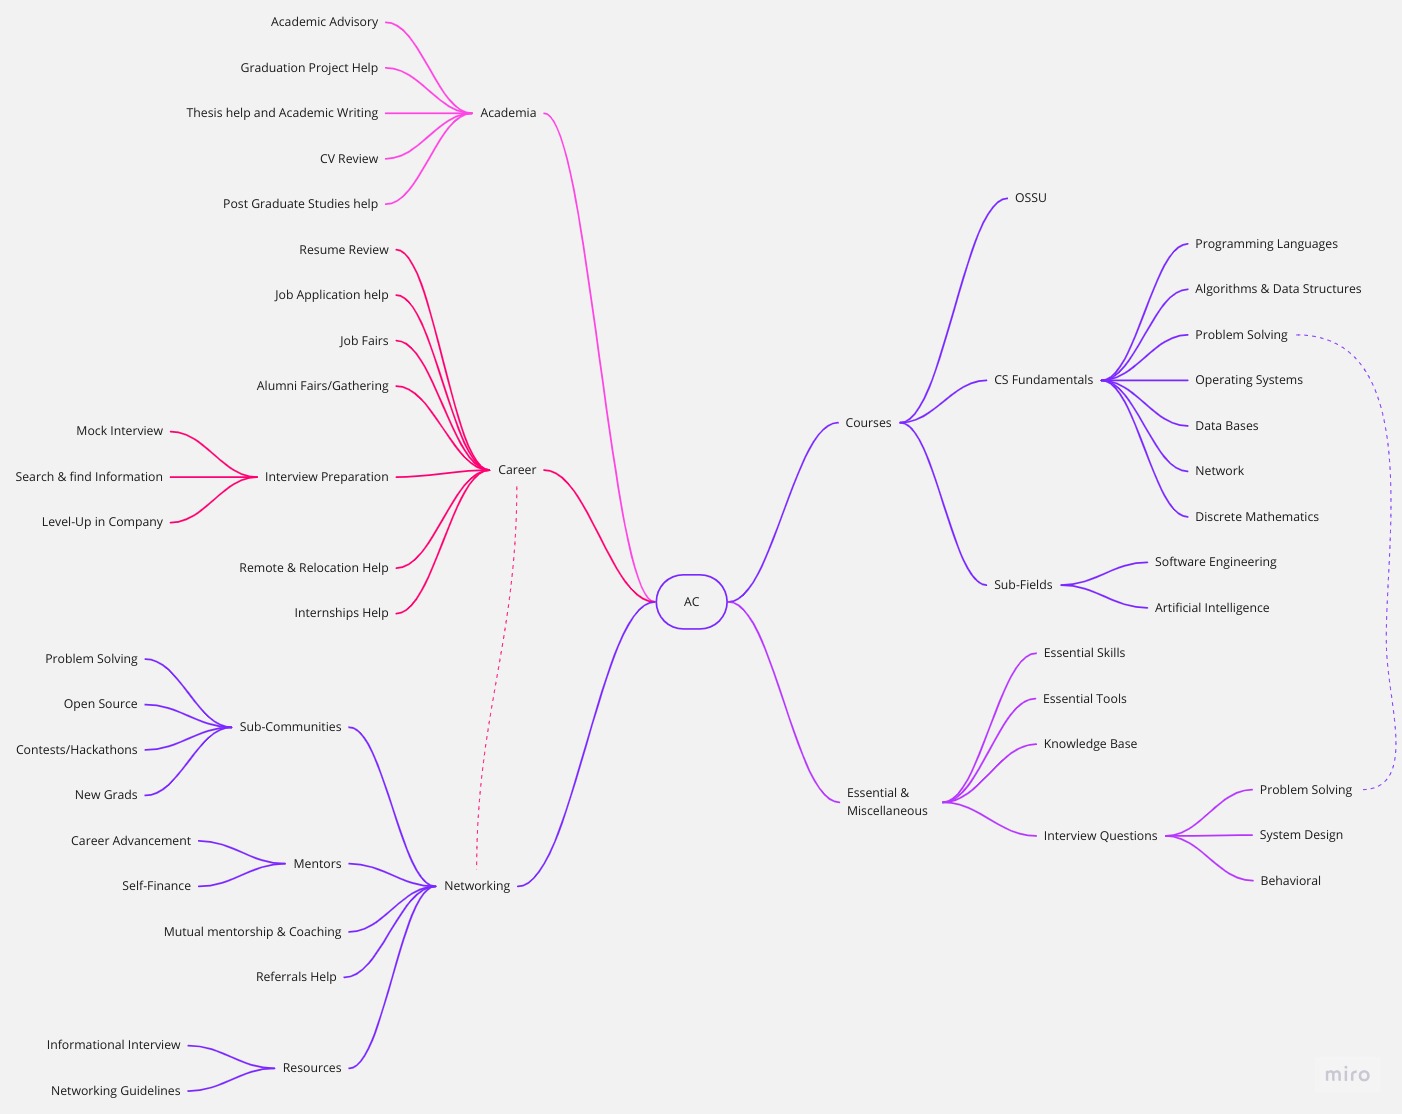 Academic Advisory
Graduation Project Help
Thesis help and Academic Writing
CV Review
Post Graduate Studies help
Academia
Resume Review
Job Application help
Job Fairs
Alumni Fairs/Gathering
Mock Interview
Search & find Information
Level-Up in Company
Interview Preparation
Remote & Relocation Help
Internships Help
Career
Problem Solving
Open Source
Contests/Hackathons
New Grads
Sub-Communities
Career Advancement
Self-Finance
Mentors
Mutual mentorship & Coaching
Referrals Help
Informational Interview
Networking Guidelines
Resources
Networking
AC
Courses
OSSU
CS Fundamentals
Programming Languages
Algorithms & Data Structures
Problem Solving
Operating Systems
Data Bases
Network
Discrete Mathematics
Sub-Fields
Software Engineering
Artificial Intelligence
Essential &
Miscellaneous
Essential Skills
Essential Tools
Knowledge Base
Interview Questions
Problem Solving
System Design
Behavioral
miro